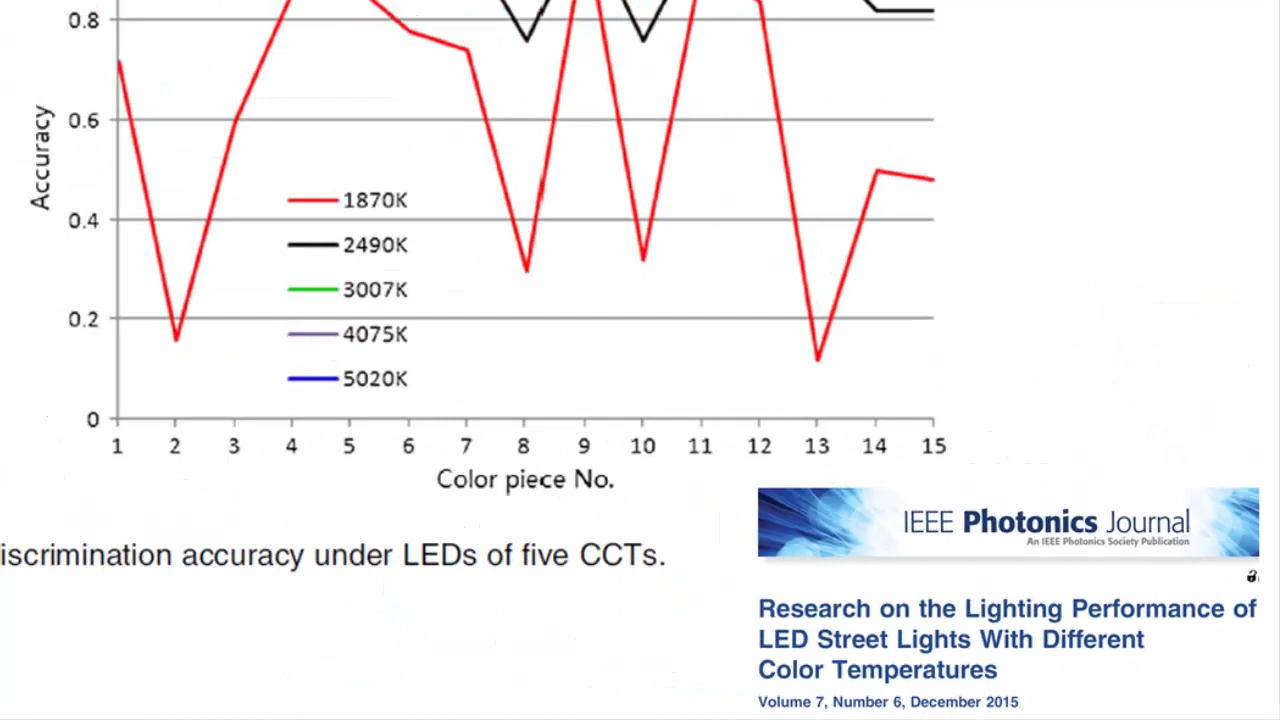 0.8
0.6
0.4
0.2
0
Accuracy
1870K
2490K
3007K
4075K
5020K
1 2 3 4 5 6 7 8 9 10 11 12 13 14 15
Color piece No.
iscrimination accuracy under LEDs of five CCTs.
IEEE Photonics Journal
An IEEE Photonics Society Publication
Research on the Lighting Performance of
LED Street Lights With Different
Color Temperatures
Volume 7, Number 6, December 2015